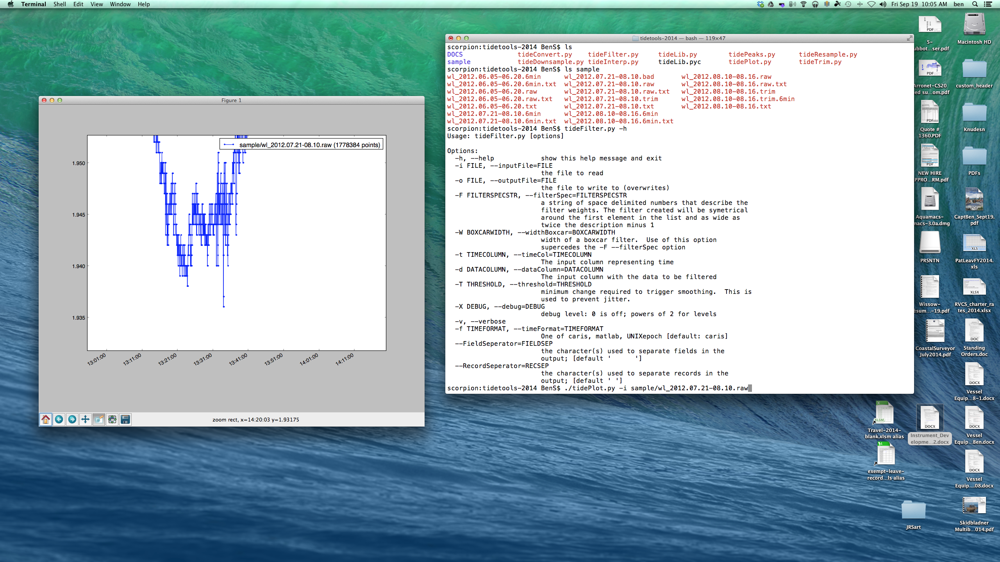 Terminal Shell Edit View Window Help
Fri Sep 19 10:05 AM ben
Figure 1
sample/wl_2012.07.21-08.10.raw (1778384 points)
1.950
1.945
1.940
1.935
13:01:00 13:11:00 13:21:00 13:31:00 13:41:00 13:51:00 14:01:00 14:11:00
zoom rect, x=14:20:03 y=1.93175
tidetools-2014 — bash — 119×47
scorpion:tidetools-2014 BenS$ ls
DOCS tideConvert.py tideFilter.py tideLib.py tidePeaks.py tideResample.py
sample tideDownsample.py tideInterp.py tideLib.pyc tidePlot.py tideTrim.py
scorpion:tidetools-2014 BenS$ ls sample
wl_2012.06.05-06.20.6min wl_2012.07.21-08.10.bad wl_2012.08.10-08.16.raw
wl_2012.06.05-06.20.6min.txt wl_2012.07.21-08.10.raw wl_2012.08.10-08.16.raw.txt
wl_2012.06.05-06.20.raw wl_2012.07.21-08.10.raw.txt wl_2012.08.10-08.16.trim
wl_2012.06.05-06.20.raw.txt wl_2012.07.21-08.10.trim wl_2012.08.10-08.16.trim.6min
wl_2012.06.05-06.20.txt wl_2012.07.21-08.10.txt wl_2012.08.10-08.16.txt
wl_2012.07.21-08.10.6min wl_2012.08.10-08.16.6min
wl_2012.07.21-08.10.6min.txt wl_2012.08.10-08.16.6min.txt
scorpion:tidetools-2014 BenS$ tideFilter.py -h
Usage: tideFilter.py [options]
Options:
-h, --help show this help message and exit
-i FILE, --inputFile=FILE
the file to read
-o FILE, --outputFile=FILE
the file to write to (overwrites)
-F FILTERSPECSTR, --filterSpec=FILTERSPECSTR
a string of space delimited numbers that describe the
filter weights. The filter created will be symetrical
around the first element in the list and as wide as
twice the description minus 1
-W BOXCARWIDTH, --widthBoxcar=BOXCARWIDTH
width of a boxcar filter.  Use of this option
supercedes the -F --filterSpec option
-t TIMECOLUMN, --timeCol=TIMECOLUMN
The input column representing time
-d DATACOLUMN, --dataColumn=DATACOLUMN
The input column with the data to be filtered
-T THRESHOLD, --threshold=THRESHOLD
minimum change required to trigger smoothing.  This is
used to prevent jitter.
-X DEBUG, --debug=DEBUG
debug level: 0 is off; powers of 2 for levels
-v, --verbose
-f TIMEFORMAT, --timeFormat=TIMEFORMAT
One of caris, matlab, UNIXepoch [default: caris]
--FieldSeperator=FIELDSEP
the character(s) used to separate fields in the
output; [default '      ']
--RecordSeperator=RECSEP
the character(s) used to separate records in the
output; [default ' ']
scorpion:tidetools-2014 BenS$ ./tidePlot.py -i sample/wl_2012.07.21-08.10.raw
PDF
5-
ubbot...ser.pdf
Macintosh HD
PDF
Arronet-CS20
ed su...om.pdf
custom_header
PDF
Quote #
1360.PDF
Knudesn
PDF
NEW HIRE
PPRO...RM.pdf
PDFs
Aquamacs-
macs-3.0a.dmg
PDF
CaptBen_Sept19.
pdf
PRSNTN
XLS
PatLeavFY2014.
xls
Wissow-
ésum...-19.pdf
XLSX
RVCS_charter_ra
tes_2014.xlsx
CoastalSurveyor
July2014.pdf
DOC
Standing
Orders.doc
DOCX
Vessel
Equip...8-1.docx
XLSM
Travel-2014-
blank.xlsm alias
DOCX
Instrument_Dev
elopme...2.docx
DOCX
Vessel
Equip...Ben.docx
exempt-leave-
record...ls alias
DOCX
Vessel
Equip....08.docx
JRSart
Skidbladner
Multib...014.pdf